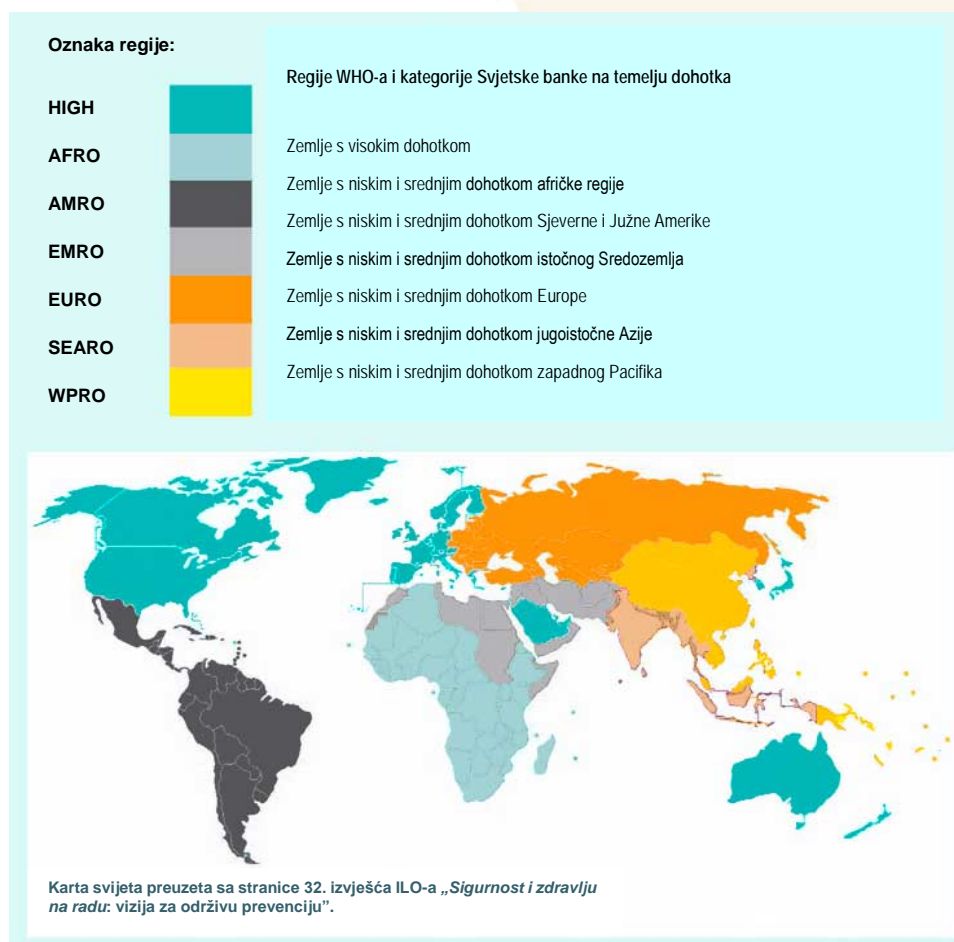 Oznaka regije:
Regije WHO-a i kategorije Svjetske banke na temelju dohotka
HIGH
AFRO
AMRO
EMRO
EURO
SEARO
WPRO
Zemlje s visokim dohotkom
Zemlje s niskim i srednjim dohotkom afričke regije
Zemlje s niskim i srednjim dohotkom Sjeverne i Južne Amerike
Zemlje s niskim i srednjim dohotkom istočnog Sredozemlja
Zemlje s niskim i srednjim dohotkom Europe
Zemlje s niskim i srednjim dohotkom jugoistočne Azije
Zemlje s niskim i srednjim dohotkom zapadnog Pacifika
Karta svijeta preuzeta sa stranice 32. izvješća ILO-a „Sigurnost i zdravlju
na radu: vizija za održivu prevenciju”.